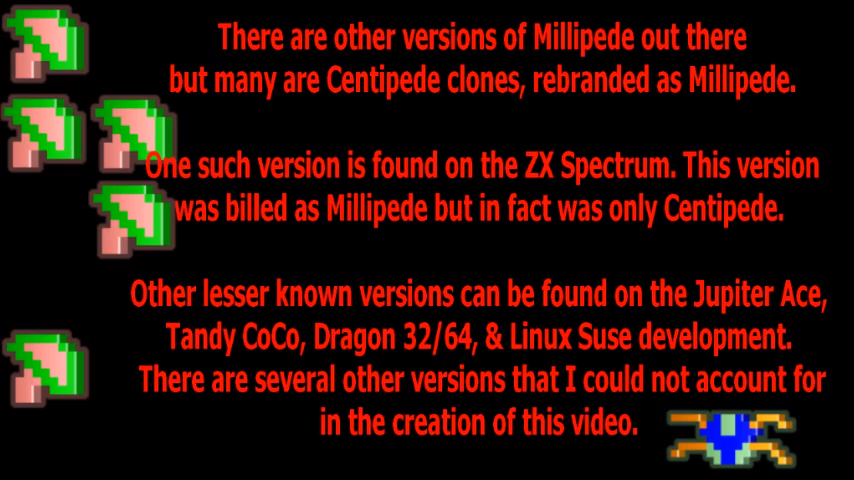 There are other versions of Millipede out there
but many are Centipede clones, rebranded as Millipede.
One such version is found on the ZX Spectrum. This version
was billed as Millipede but in fact was only Centipede.
Other lesser known versions can be found on the Jupiter Ace,
Tandy CoCo, Dragon 32/64, & Linux Suse development.
There are several other versions that I could not account for
in the creation of this video.